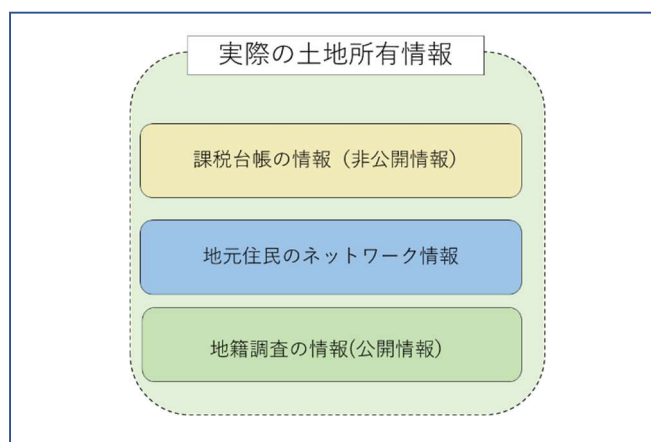 実際の土地所有情報
課税台帳の情報（非公開情報）
地元住民のネットワーク情報
地籍調査の情報(公開情報）